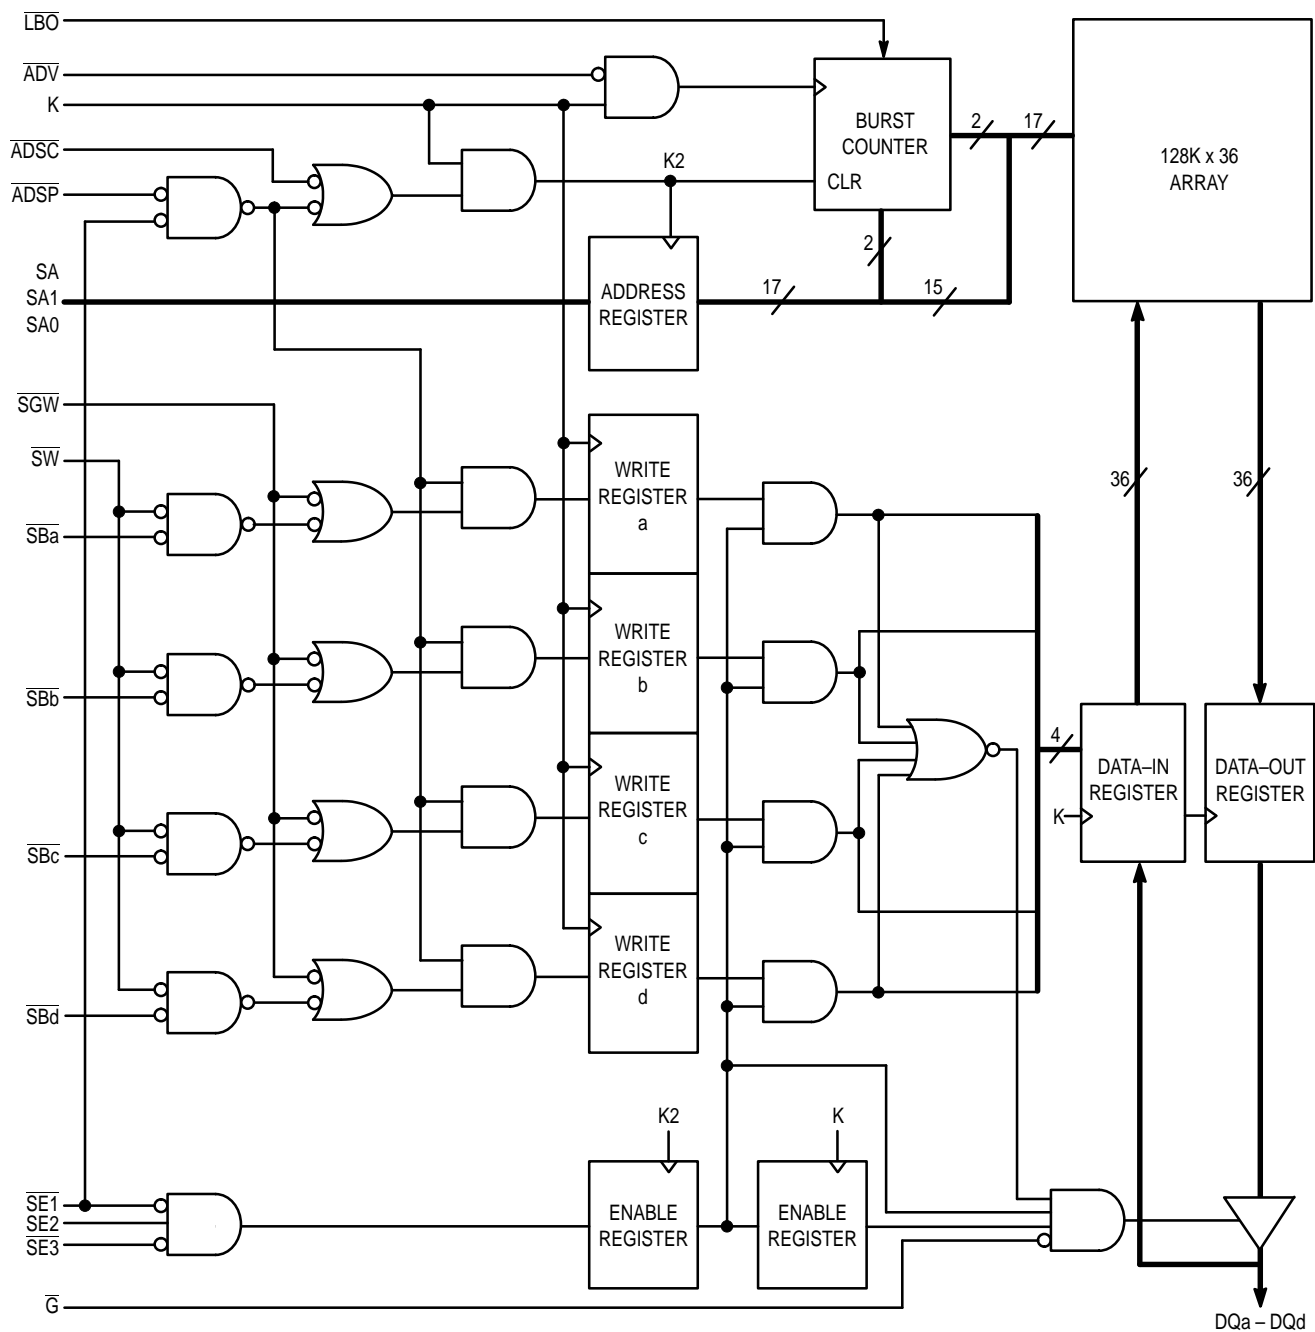 LBO
ADV
K
ADSC
ADSP
K2
BURST
COUNTER
CLR
2
17
128K x 36
ARRAY
2
SA
SA1
SA0
ADDRESS
REGISTER
17
15
SGW
SW
SBa
SBb
SBc
SBd
WRITE
REGISTER
a
WRITE
REGISTER
b
WRITE
REGISTER
c
WRITE
REGISTER
d
36
36
4
DATA–IN
REGISTER
K
DATA–OUT
REGISTER
K2
K
SE1
SE2
SE3
ENABLE
REGISTER
ENABLE
REGISTER
G
DQa – DQd